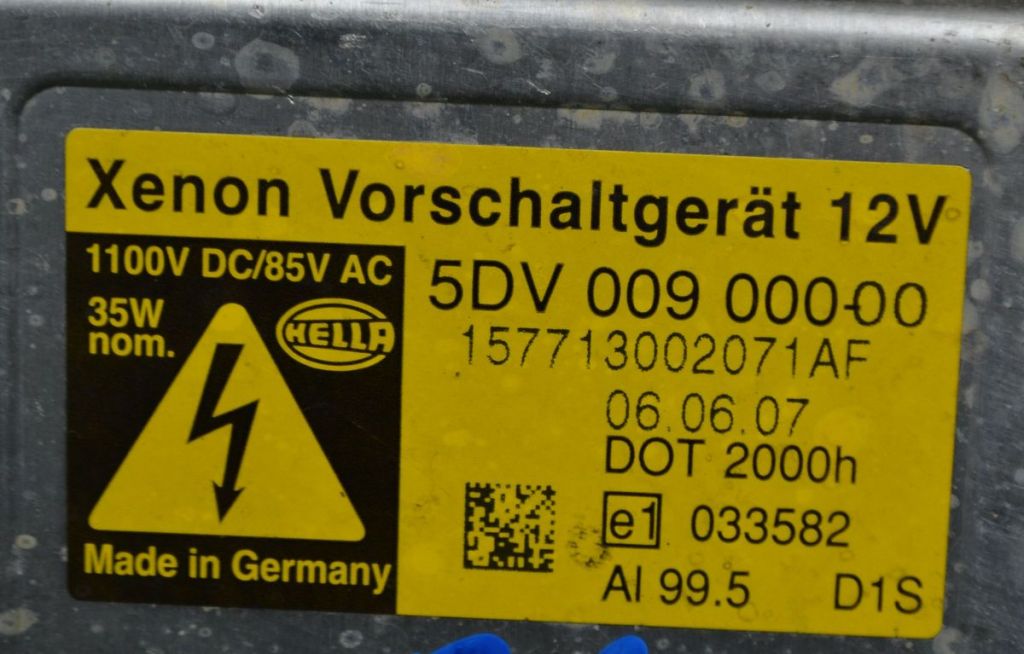 Xenon Vorschaltgerät 12V
1100V DC/85V AC
35W
nom.
HELLA
Made in Germany
5DV 009 000-00
157713002071AF
06.06.07
DOT 2000h
e1 033582
Al 99.5 D1S